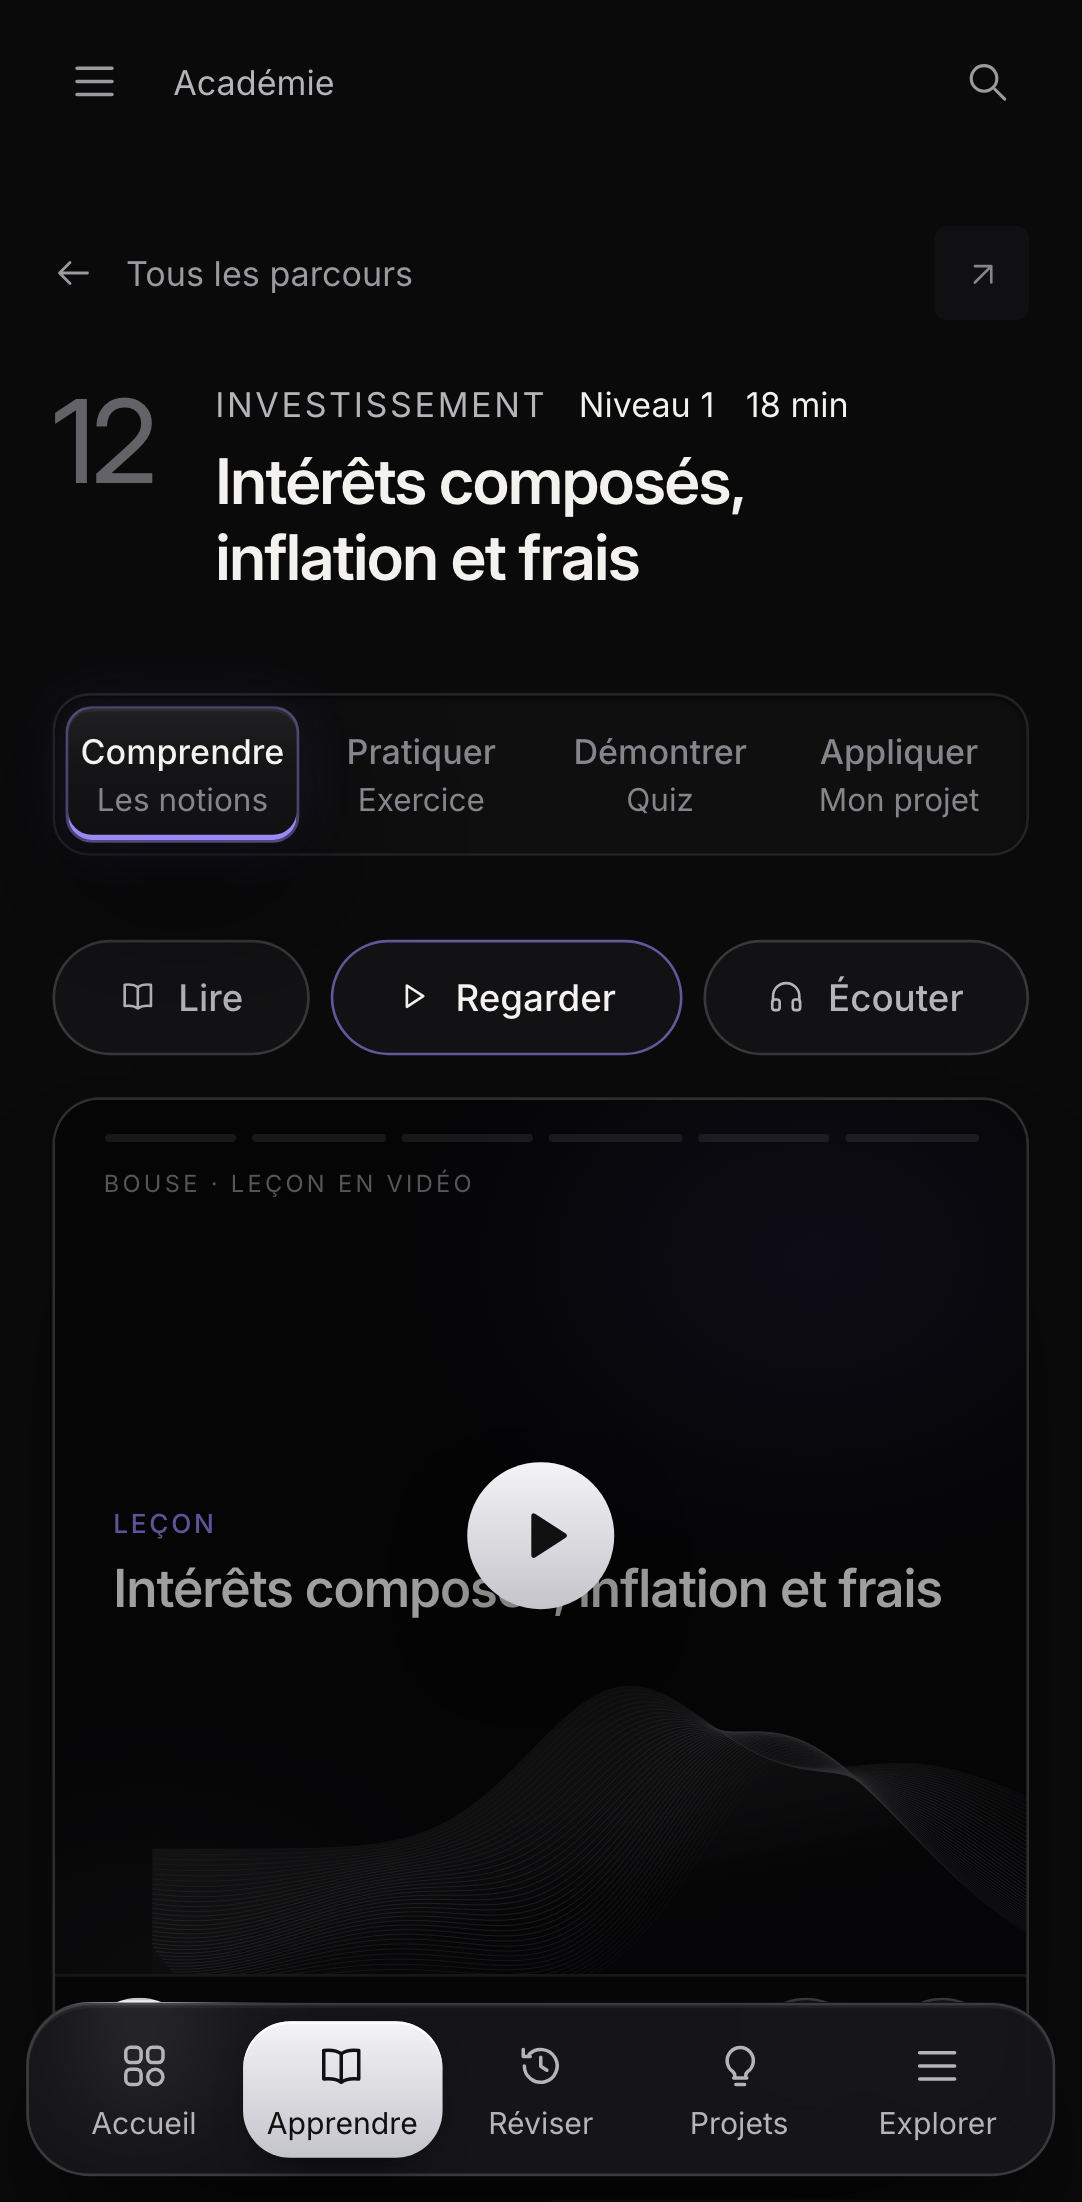 Académie
Tous les parcours
12
INVESTISSEMENT Niveau 1 18 min
Intérêts composés,
inflation et frais
Comprendre
Les notions
Pratiquer
Exercice
Démontrer
Quiz
Appliquer
Mon projet
Lire
Regarder
Écouter
BOUSE · LEÇON EN VIDÉO
LEÇON
Intérêts composés, inflation et frais
Accueil
Apprendre
Réviser
Projets
Explorer